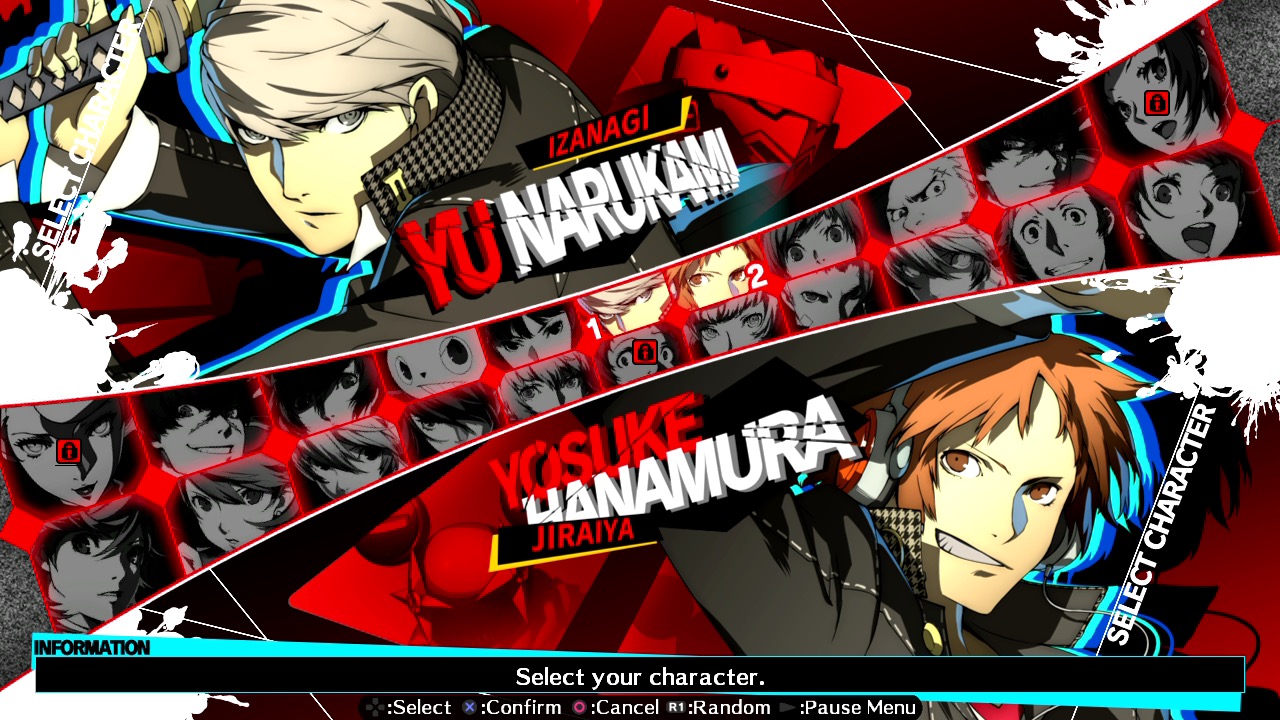 SELECT CHARACTER
IZANAGI
YU NARUKAMI
1
2
YOSUKE
HANAMURA
JIRAIYA
SELECT CHARACTER
INFORMATION
Select your character.
:Select :Confirm :Cancel R1:Random :Pause Menu